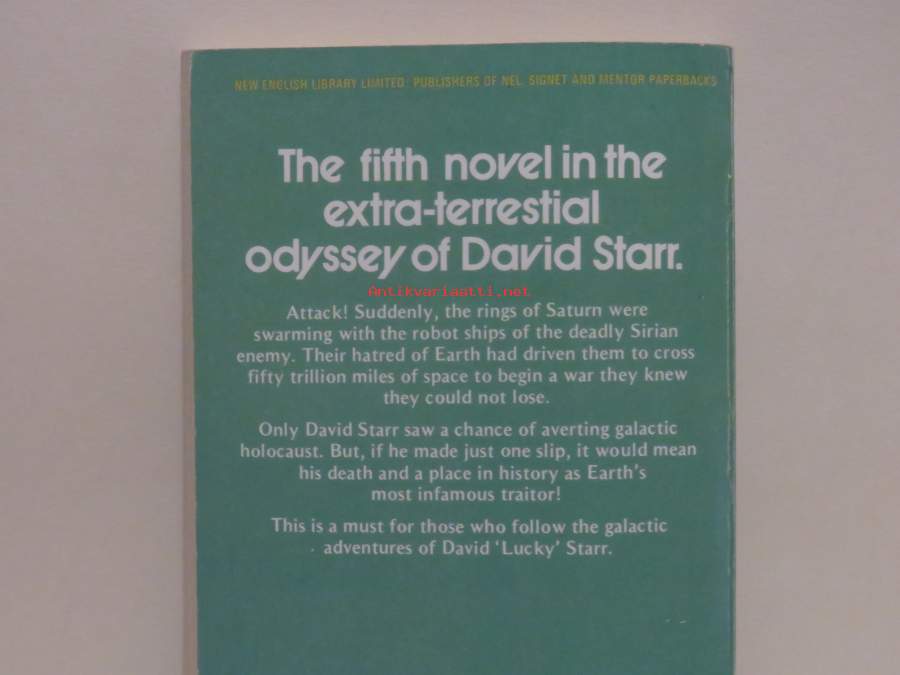 NEW ENGLISH LIBRARY LIMITED: PUBLISHERS OF NEL, SIGNET AND MENTOR PAPERBACKS
The fifth novel in the
extra-terrestial
odyssey of David Starr.
Antikvariaatti.net
Attack! Suddenly, the rings of Saturn were
swarming with the robot ships of the deadly Sirian
enemy. Their hatred of Earth had driven them to cross
fifty trillion miles of space to begin a war they knew
they could not lose.
Only David Starr saw a chance of averting galactic
holocaust. But, if he made just one slip, it would mean
his death and a place in history as Earth's
most infamous traitor!
This is a must for those who follow the galactic
adventures of David 'Lucky' Starr.